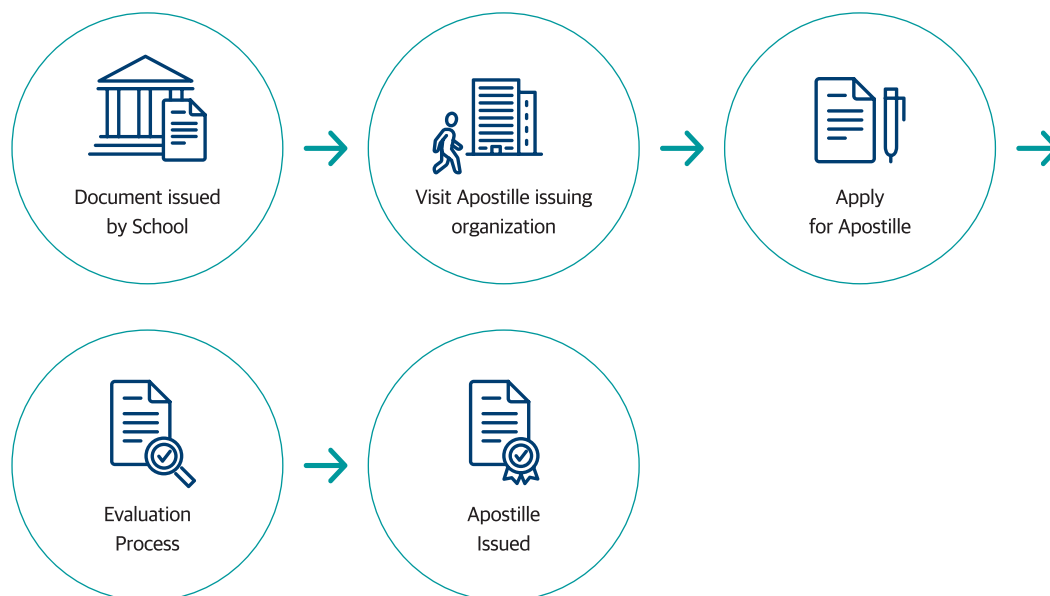 Document issued
by School
Visit Apostille issuing
organization
Apply
for Apostille
Evaluation
Process
Apostille
Issued